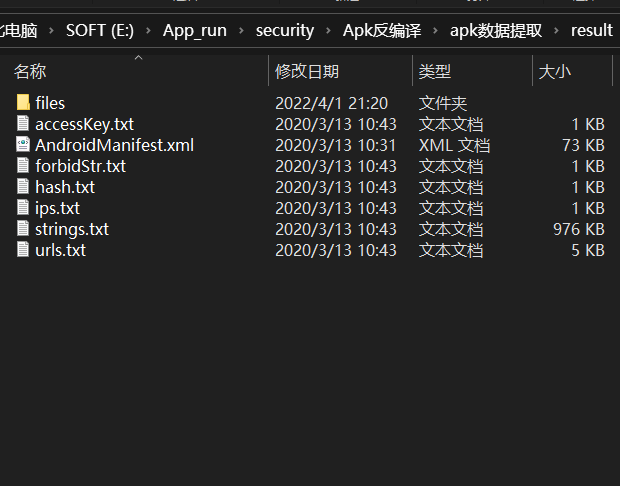 电脑 › SOFT (E:) › App_run › security › Apk反编译 › apk数据提取 › result
名称 修改日期 类型 大小
files 2022/4/1 21:20 文件夹
accessKey.txt 2020/3/13 10:43 文本文档 1 KB
AndroidManifest.xml 2020/3/13 10:31 XML 文档 73 KB
forbidStr.txt 2020/3/13 10:43 文本文档 1 KB
hash.txt 2020/3/13 10:43 文本文档 1 KB
ips.txt 2020/3/13 10:43 文本文档 1 KB
strings.txt 2020/3/13 10:43 文本文档 976 KB
urls.txt 2020/3/13 10:43 文本文档 5 KB